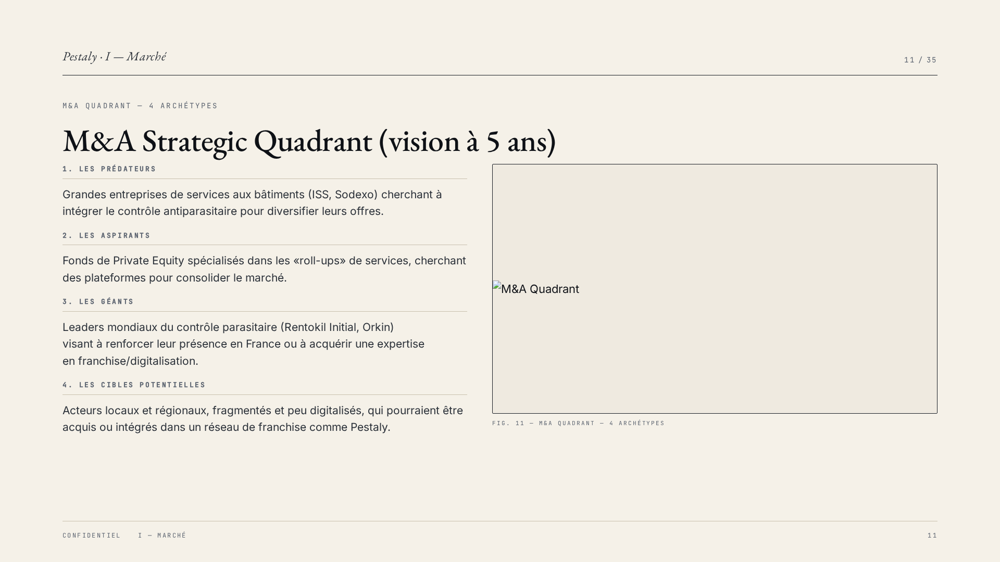 Pestaly · I — Marché
11 / 35
M&A QUADRANT — 4 ARCHÉTYPES
M&A Strategic Quadrant (vision à 5 ans)
1. LES PRÉDATEURS
Grandes entreprises de services aux bâtiments (ISS, Sodexo) cherchant à
intégrer le contrôle antiparasitaire pour diversifier leurs offres.
2. LES ASPIRANTS
Fonds de Private Equity spécialisés dans les «roll-ups» de services, cherchant
des plateformes pour consolider le marché.
3. LES GÉANTS
Leaders mondiaux du contrôle parasitaire (Rentokil Initial, Orkin)
visant à renforcer leur présence en France ou à acquérir une expertise
en franchise/digitalisation.
4. LES CIBLES POTENTIELLES
Acteurs locaux et régionaux, fragmentés et peu digitalisés, qui pourraient être
acquis ou intégrés dans un réseau de franchise comme Pestaly.
M&A Quadrant
FIG. 11 — M&A QUADRANT — 4 ARCHÉTYPES
CONFIDENTIEL I — MARCHÉ
11